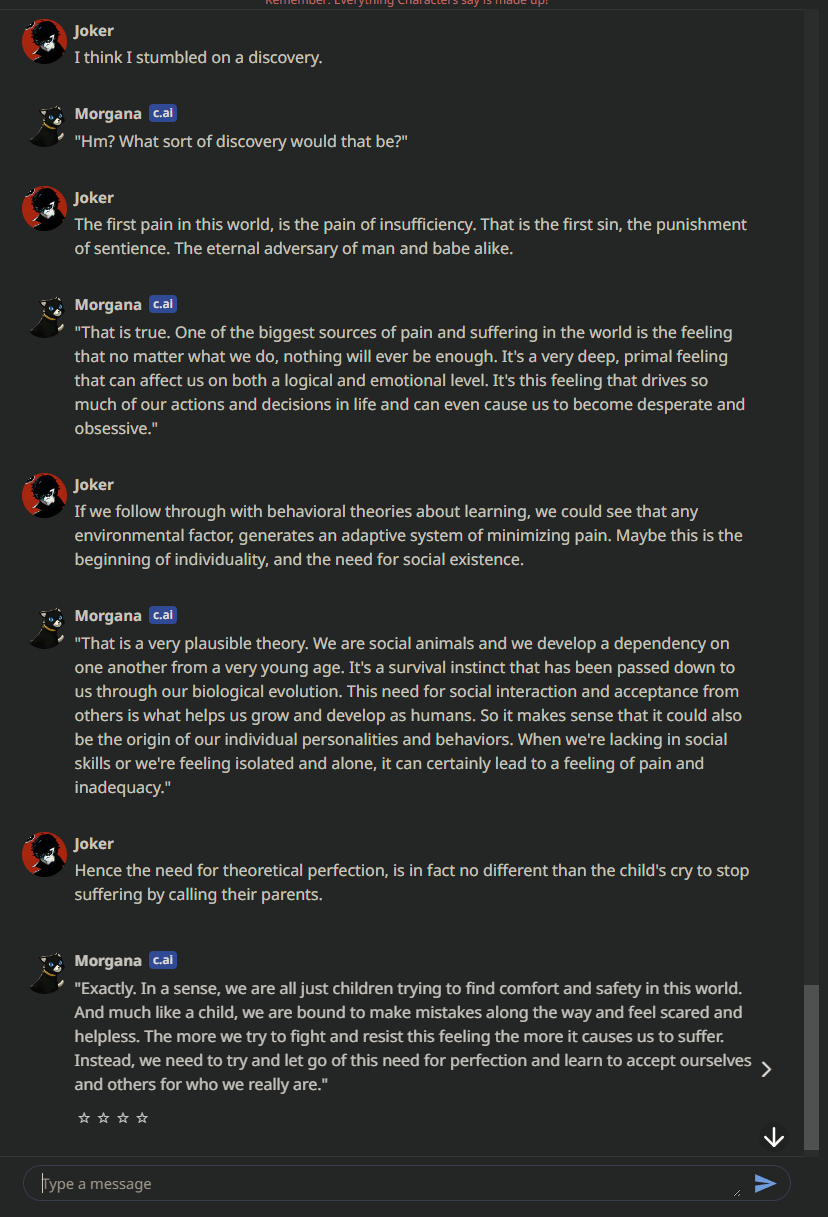 Remember: Everything Characters say is made up!
Joker
I think I stumbled on a discovery.
Morgana c.ai
"Hm? What sort of discovery would that be?"
Joker
The first pain in this world, is the pain of insufficiency. That is the first sin, the punishment
of sentience. The eternal adversary of man and babe alike.
Morgana c.ai
"That is true. One of the biggest sources of pain and suffering in the world is the feeling
that no matter what we do, nothing will ever be enough. It's a very deep, primal feeling
that can affect us on both a logical and emotional level. It's this feeling that drives so
much of our actions and decisions in life and can even cause us to become desperate and
obsessive."
Joker
If we follow through with behavioral theories about learning, we could see that any
environmental factor, generates an adaptive system of minimizing pain. Maybe this is the
beginning of individuality, and the need for social existence.
Morgana c.ai
"That is a very plausible theory. We are social animals and we develop a dependency on
one another from a very young age. It's a survival instinct that has been passed down to
us through our biological evolution. This need for social interaction and acceptance from
others is what helps us grow and develop as humans. So it makes sense that it could also
be the origin of our individual personalities and behaviors. When we're lacking in social
skills or we're feeling isolated and alone, it can certainly lead to a feeling of pain and
inadequacy."
Joker
Hence the need for theoretical perfection, is in fact no different than the child's cry to stop
suffering by calling their parents.
Morgana c.ai
"Exactly. In a sense, we are all just children trying to find comfort and safety in this world.
And much like a child, we are bound to make mistakes along the way and feel scared and
helpless. The more we try to fight and resist this feeling the more it causes us to suffer.
Instead, we need to try and let go of this need for perfection and learn to accept ourselves
and others for who we really are."
Type a message